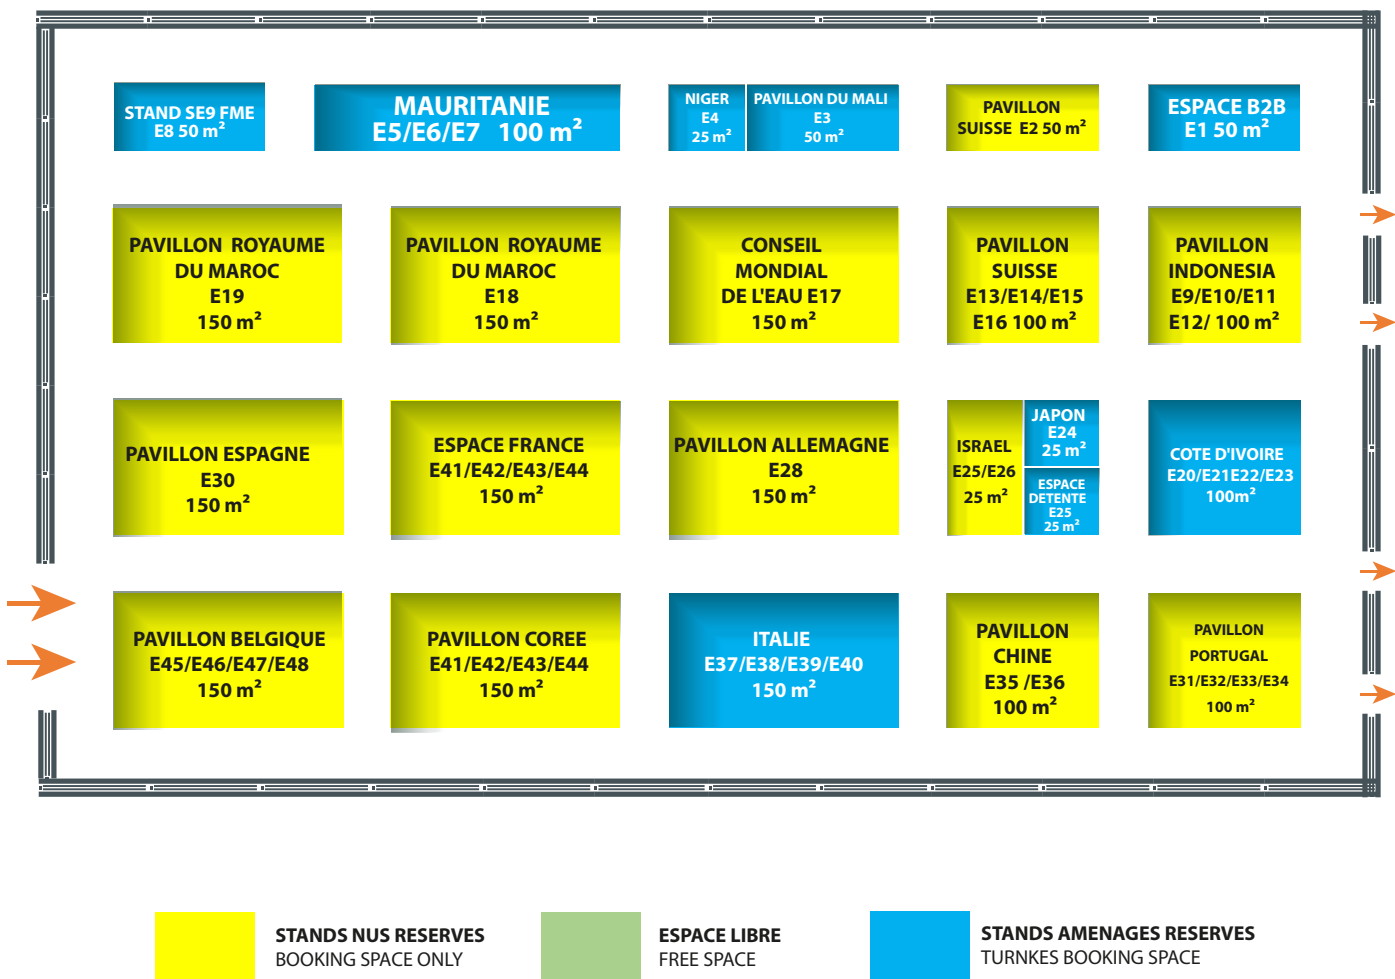 STAND SE9 FME
E8 50 m²
MAURITANIE
E5/E6/E7 100 m²
NIGER
E4
25 m²
PAVILLON DU MALI
E3
50 m²
PAVILLON
SUISSE E2 50 m²
ESPACE B2B
E1 50 m²
PAVILLON ROYAUME
DU MAROC
E19
150 m²
PAVILLON ROYAUME
DU MAROC
E18
150 m²
CONSEIL
MONDIAL
DE L'EAU E17
150 m²
PAVILLON
SUISSE
E13/E14/E15
E16 100 m²
PAVILLON
INDONESIA
E9/E10/E11
E12/ 100 m²
PAVILLON ESPAGNE
E30
150 m²
ESPACE FRANCE
E41/E42/E43/E44
150 m²
PAVILLON ALLEMAGNE
E28
150 m²
ISRAEL
E25/E26
25 m²
JAPON
E24
25 m²
ESPACE
DETENTE
E25
25 m²
COTE D'IVOIRE
E20/E21E22/E23
100m²
PAVILLON BELGIQUE
E45/E46/E47/E48
150 m²
PAVILLON COREE
E41/E42/E43/E44
150 m²
ITALIE
E37/E38/E39/E40
150 m²
PAVILLON
CHINE
E35 /E36
100 m²
PAVILLON
PORTUGAL
E31/E32/E33/E34
100 m²
STANDS NUS RESERVES
BOOKING SPACE ONLY
ESPACE LIBRE
FREE SPACE
STANDS AMENAGES RESERVES
TURNKES BOOKING SPACE